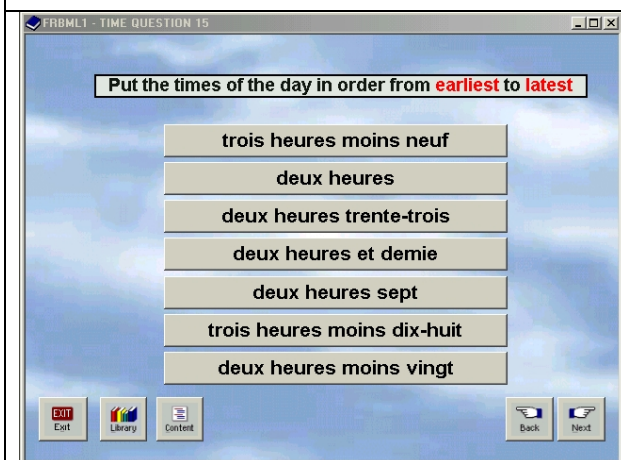 FRBML1 - TIME QUESTION 15
Put the times of the day in order from earliest to latest
trois heures moins neuf
deux heures
deux heures trente-trois
deux heures et demie
deux heures sept
trois heures moins dix-huit
deux heures moins vingt
EXIT
Exit
Library
Content
Back
Next